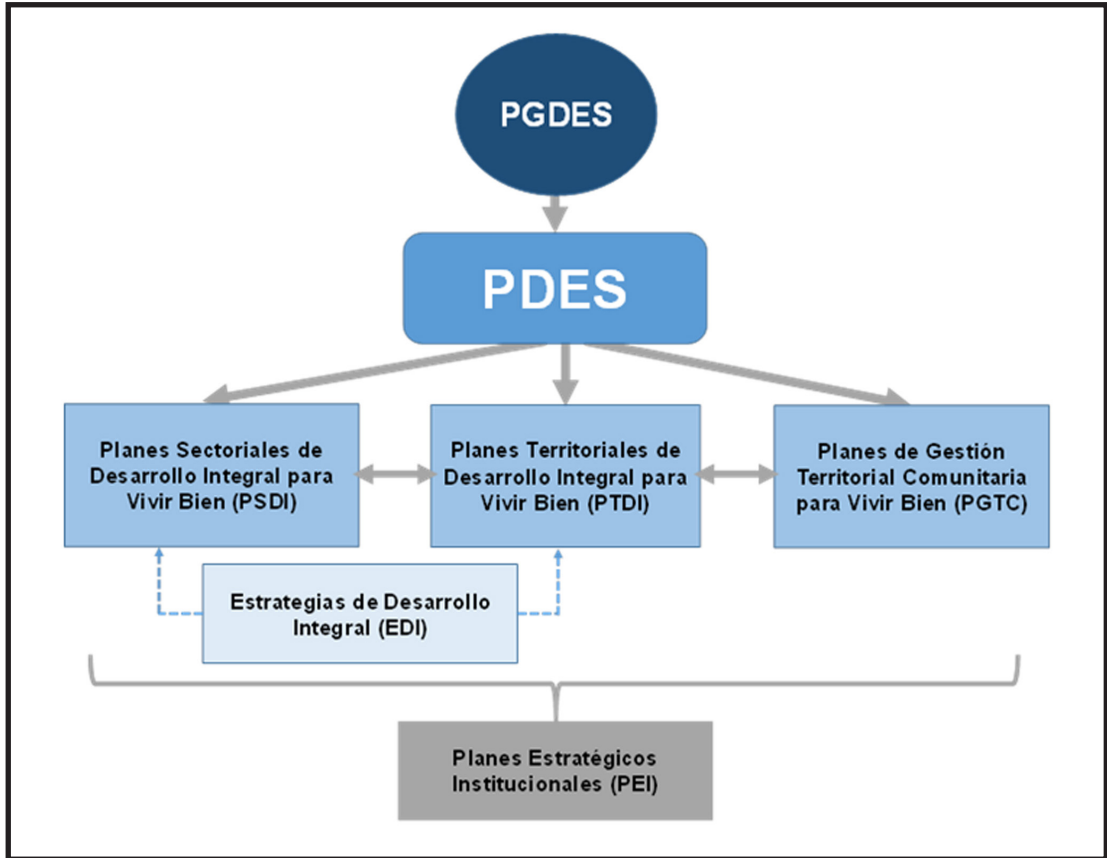 PGDES
PDES
Planes Sectoriales de
Desarrollo Integral para
Vivir Bien (PSDI)
Planes Territoriales de
Desarrollo Integral para
Vivir Bien (PTDI)
Planes de Gestión
Territorial Comunitaria
para Vivir Bien (PGTC)
Estrategias de Desarrollo
Integral (EDI)
Planes Estratégicos
Institucionales (PEI)